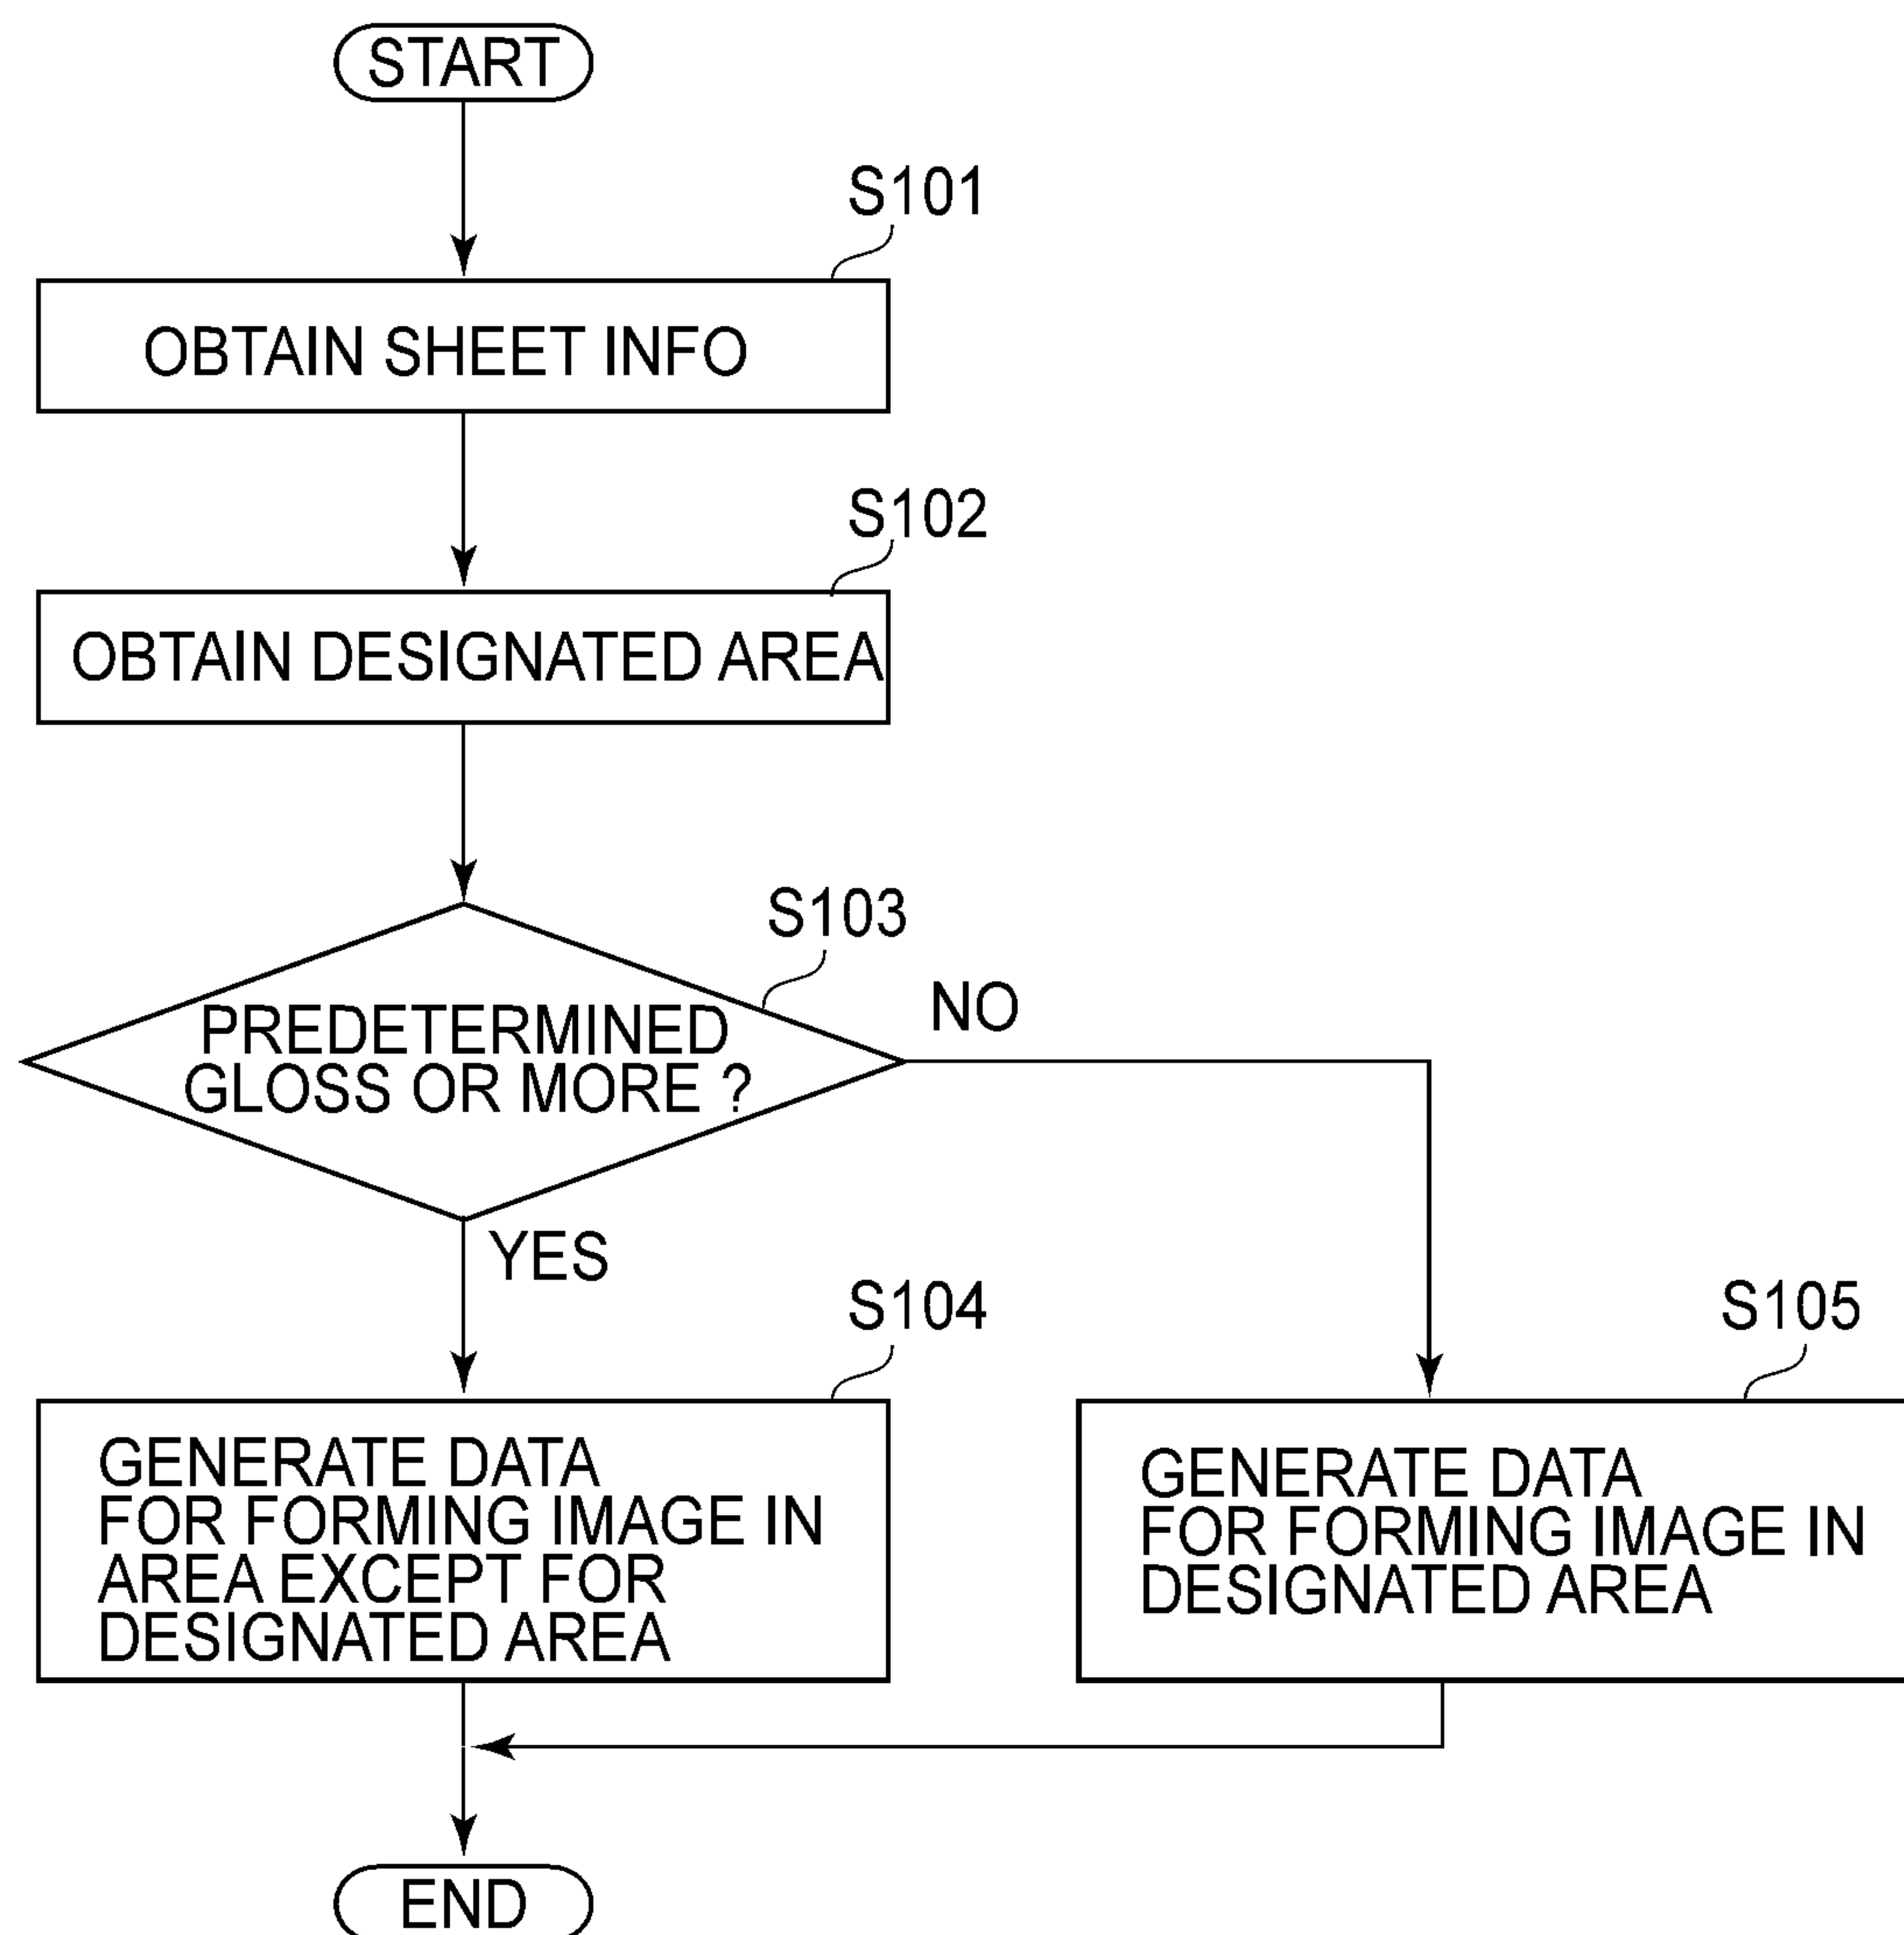 START
S101
OBTAIN SHEET INFO
S102
OBTAIN DESIGNATED AREA
S103
PREDETERMINED
GLOSS OR MORE ?
NO
YES
S104
GENERATE DATA
FOR FORMING IMAGE IN
AREA EXCEPT FOR
DESIGNATED AREA
S105
GENERATE DATA
FOR FORMING IMAGE IN
DESIGNATED AREA
END